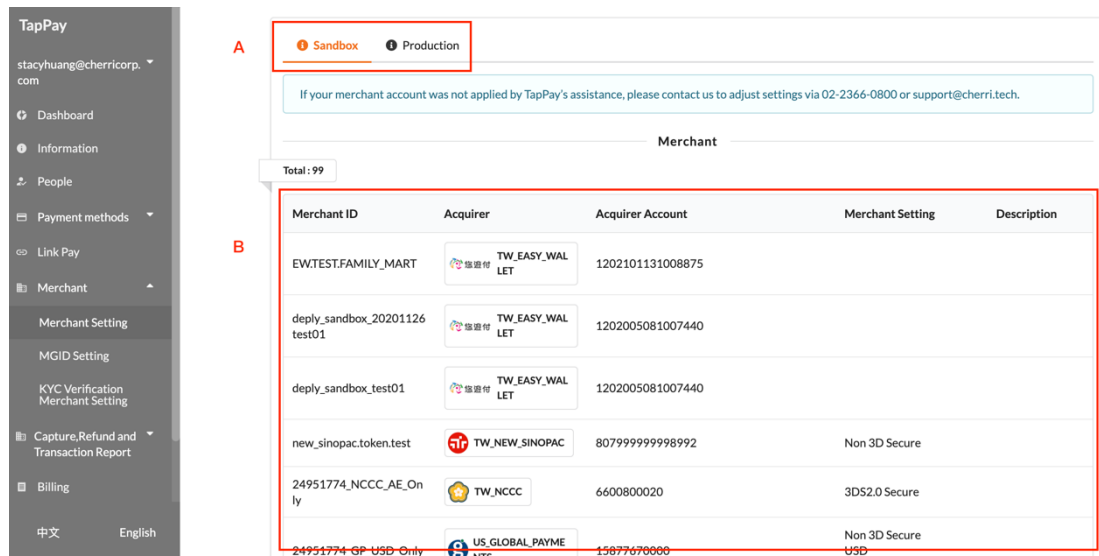 TapPay
stacyhuang@cherricorp.
com
Dashboard
Information
People
Payment methods
Link Pay
Merchant
Merchant Setting
MGID Setting
KYC Verification
Merchant Setting
Capture,Refund and
Transaction Report
Billing
中文 English
A
Sandbox Production
If your merchant account was not applied by TapPay's assistance, please contact us to adjust settings via 02-2366-0800 or support@cherri.tech.
Merchant
Total : 99
B
Merchant ID Acquirer Acquirer Account Merchant Setting Description
EW.TEST.FAMILY_MART 悠遊付 TW_EASY_WAL
LET 1202101131008875
deply_sandbox_20201126
test01 悠遊付 TW_EASY_WAL
LET 1202005081007440
deply_sandbox_test01 悠遊付 TW_EASY_WAL
LET 1202005081007440
new_sinopac.token.test TW_NEW_SINOPAC 807999999998992 Non 3D Secure
24951774_NCCC_AE_On
ly TW_NCCC 6600800020 3DS2.0 Secure
24951774_GP_USD_Only US_GLOBAL_PAYME
NTS 15877670000 Non 3D Secure
USD